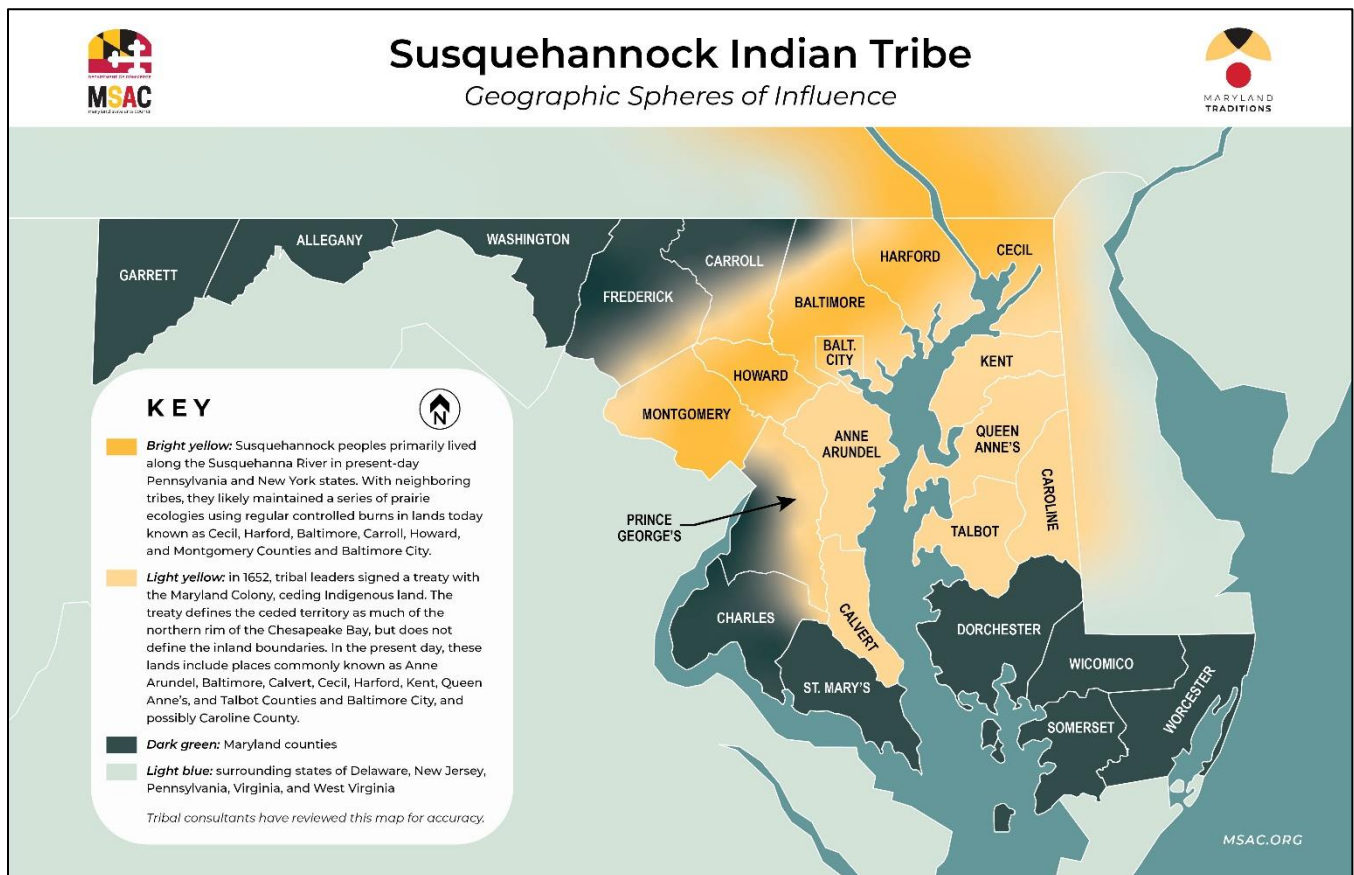 Susquehannock Indian Tribe
Geographic Spheres of Influence
DEPARTMENT OF COMMERCE
MSAC
MARYLAND STATE ARTS COUNCIL
MARYLAND
TRADITIONS
GARRETT
ALLEGANY
WASHINGTON
FREDERICK
CARROLL
BALTIMORE
HARFORD
CECIL
BALT.
CITY
HOWARD
MONTGOMERY
KENT
ANNE
ARUNDEL
QUEEN
ANNE'S
CAROLINE
TALBOT
PRINCE
GEORGE'S
CHARLES
CALVERT
ST. MARY'S
DORCHESTER
WICOMICO
WORCESTER
SOMERSET
KEY
N
Bright yellow: Susquehannock peoples primarily lived
along the Susquehanna River in present-day
Pennsylvania and New York states. With neighboring
tribes, they likely maintained a series of prairie
ecologies using regular controlled burns in lands today
known as Cecil, Harford, Baltimore, Carroll, Howard,
and Montgomery Counties and Baltimore City.
Light yellow: in 1652, tribal leaders signed a treaty with
the Maryland Colony, ceding Indigenous land. The
treaty defines the ceded territory as much of the
northern rim of the Chesapeake Bay, but does not
define the inland boundaries. In the present day, these
lands include places commonly known as Anne
Arundel, Baltimore, Calvert, Cecil, Harford, Kent, Queen
Anne's, and Talbot Counties and Baltimore City, and
possibly Caroline County.
Dark green: Maryland counties
Light blue: surrounding states of Delaware, New Jersey,
Pennsylvania, Virginia, and West Virginia
Tribal consultants have reviewed this map for accuracy.
MSAC.ORG